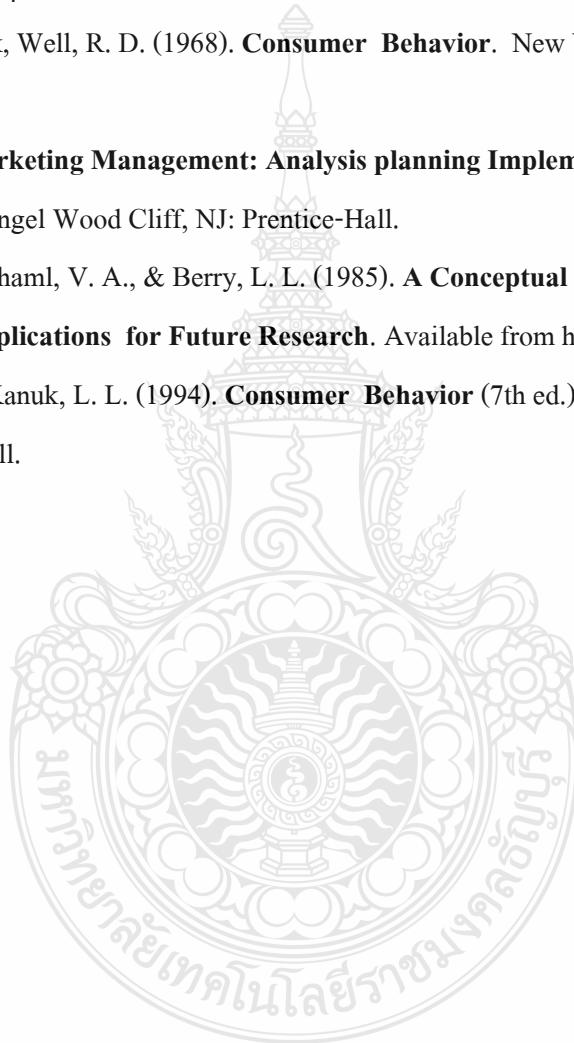 , Well, R. D. (1968). Consumer Behavior. New
rketing Management: Analysis planning Implem
ngel Wood Cliff, NJ: Prentice-Hall.
haml, V. A., & Berry, L. L. (1985). A Conceptual
plications for Future Research. Available from h
Kanuk, L. L. (1994). Consumer Behavior (7th ed.)
ll.
มหาวิทยาลัยเทคโนโลยีราชมงคลธัญบุรี